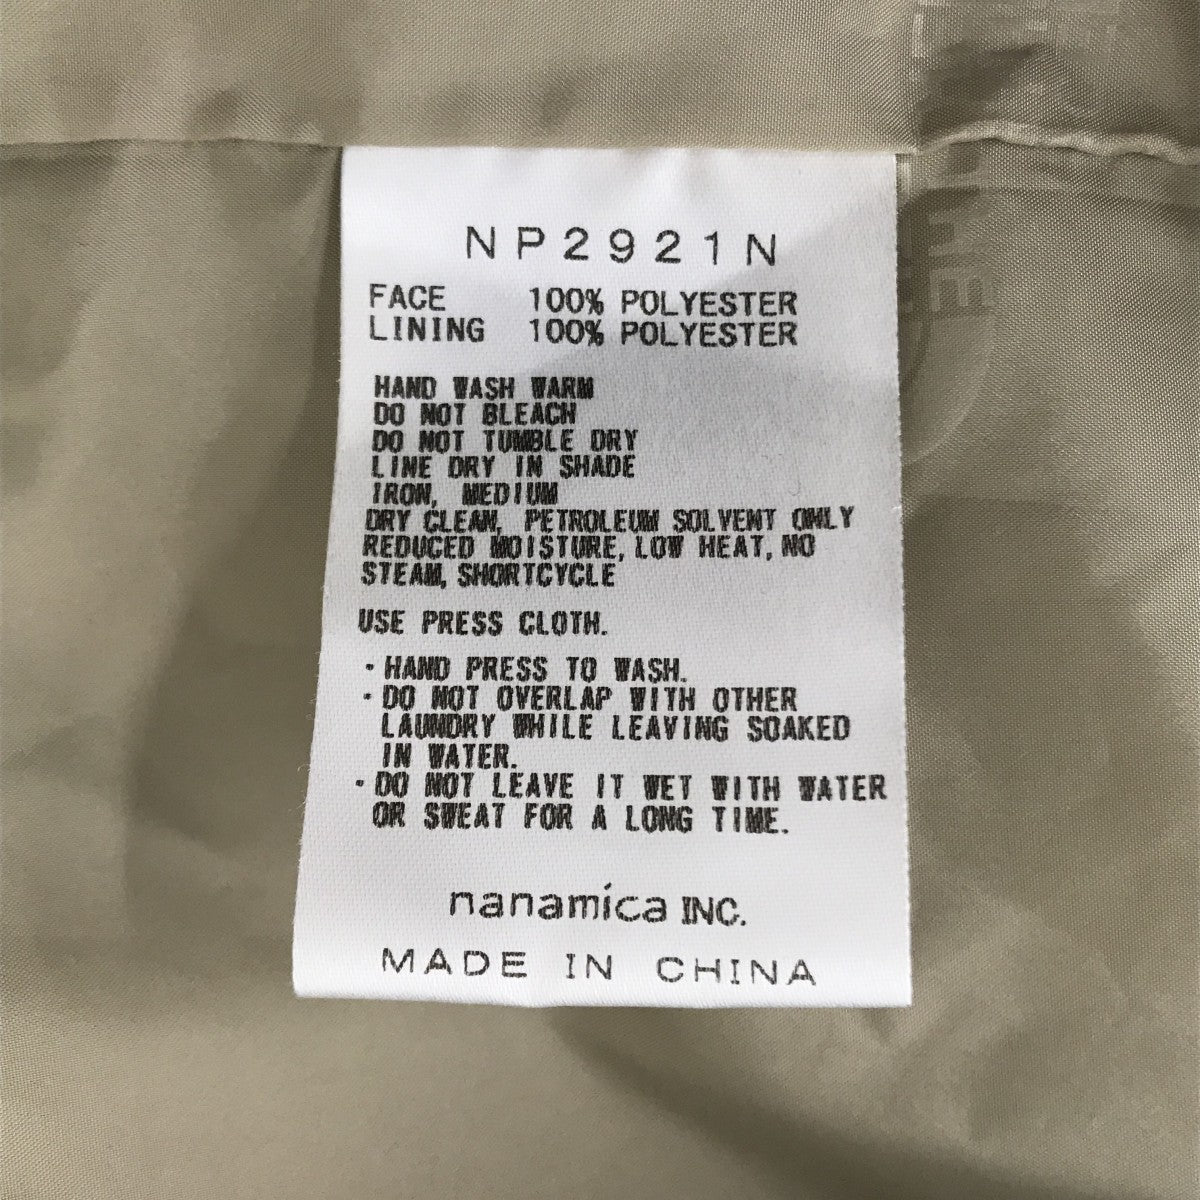 NP2921N
FACE 100% POLYESTER
LINING 100% POLYESTER
HAND WASH WARM
DO NOT BLEACH
DO NOT TUMBLE DRY
LINE DRY IN SHADE
IRON, MEDIUM
DRY CLEAN, PETROLEUM SOLVENT ONLY
REDUCED MOISTURE, LOW HEAT, NO
STEAM, SHORTCYCLE
USE PRESS CLOTH.
・HAND PRESS TO WASH.
・DO NOT OVERLAP WITH OTHER
LAUNDRY WHILE LEAVING SOAKED
IN WATER.
・DO NOT LEAVE IT WET WITH WATER
OR SWEAT FOR A LONG TIME.
nanamica INC.
MADE IN CHINA